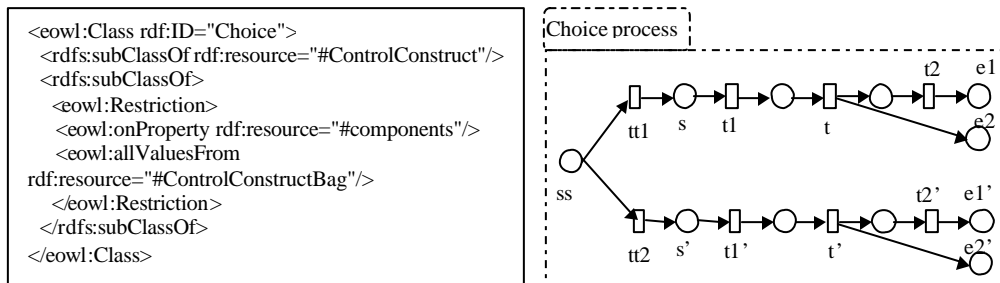 <eowl:Class rdf:ID="Choice">
<rdfs:subClassOf rdf:resource="#ControlConstruct"/>
<rdfs:subClassOf>
<eowl:Restriction>
<eowl:onProperty rdf:resource="#components"/>
<eowl:allValuesFrom
rdf:resource="#ControlConstructBag"/>
</eowl:Restriction>
</rdfs:subClassOf>
</eowl:Class>
Choice process
t2 e1
tt1 s t1 t e2
ss
t2’ e1’
tt2 s’ t1’ t’ e2’